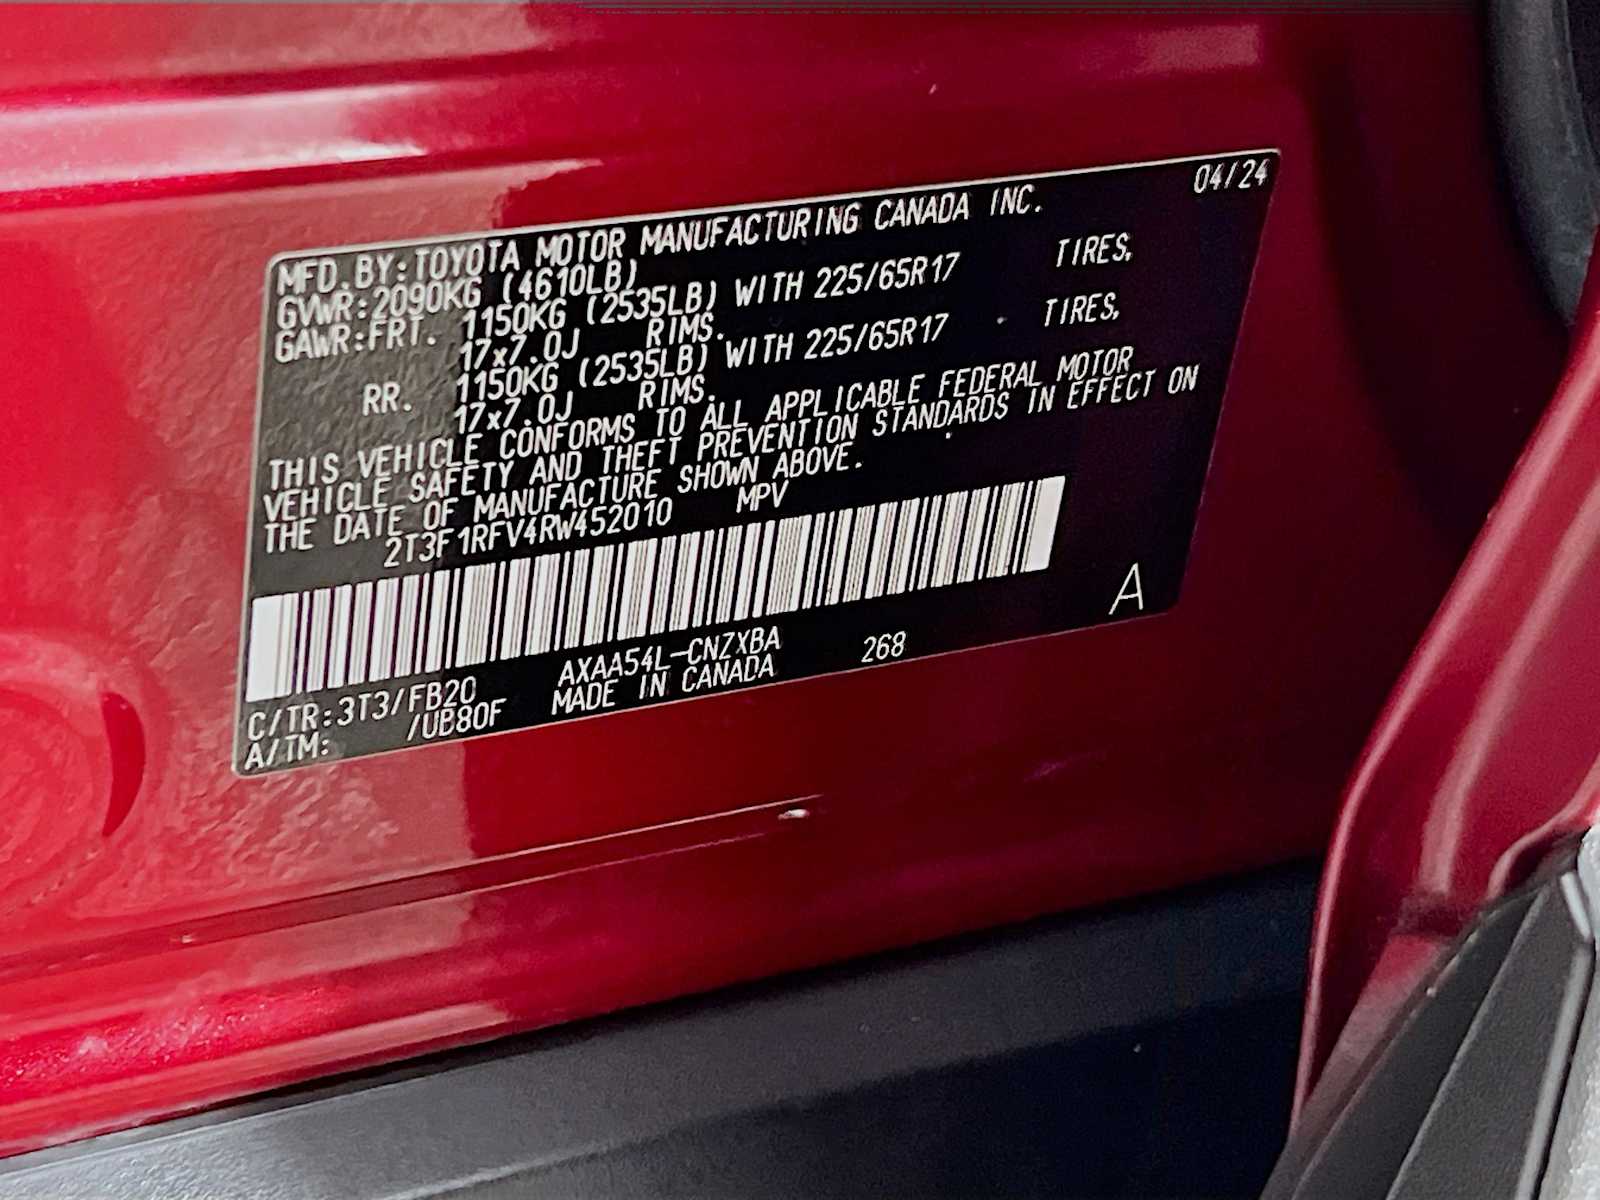 04/24
MFD.BY:TOYOTA MOTOR MANUFACTURING CANADA INC.
GVWR:2090KG (4610LB)
GAWR:FRT. 1150KG (2535LB) WITH 225/65R17 TIRES,
17x7.0J RIMS.
RR. 1150KG (2535LB) WITH 225/65R17 TIRES,
17x7.0J RIMS.
THIS VEHICLE CONFORMS TO ALL APPLICABLE FEDERAL MOTOR
VEHICLE SAFETY AND THEFT PREVENTION STANDARDS IN EFFECT ON
THE DATE OF MANUFACTURE SHOWN ABOVE.
2T3F1RFV4RW452010 MPV
A
C/TR:3T3/FB20 AXAA54L-CNZXBA 268
A/TM: /UB80F MADE IN CANADA